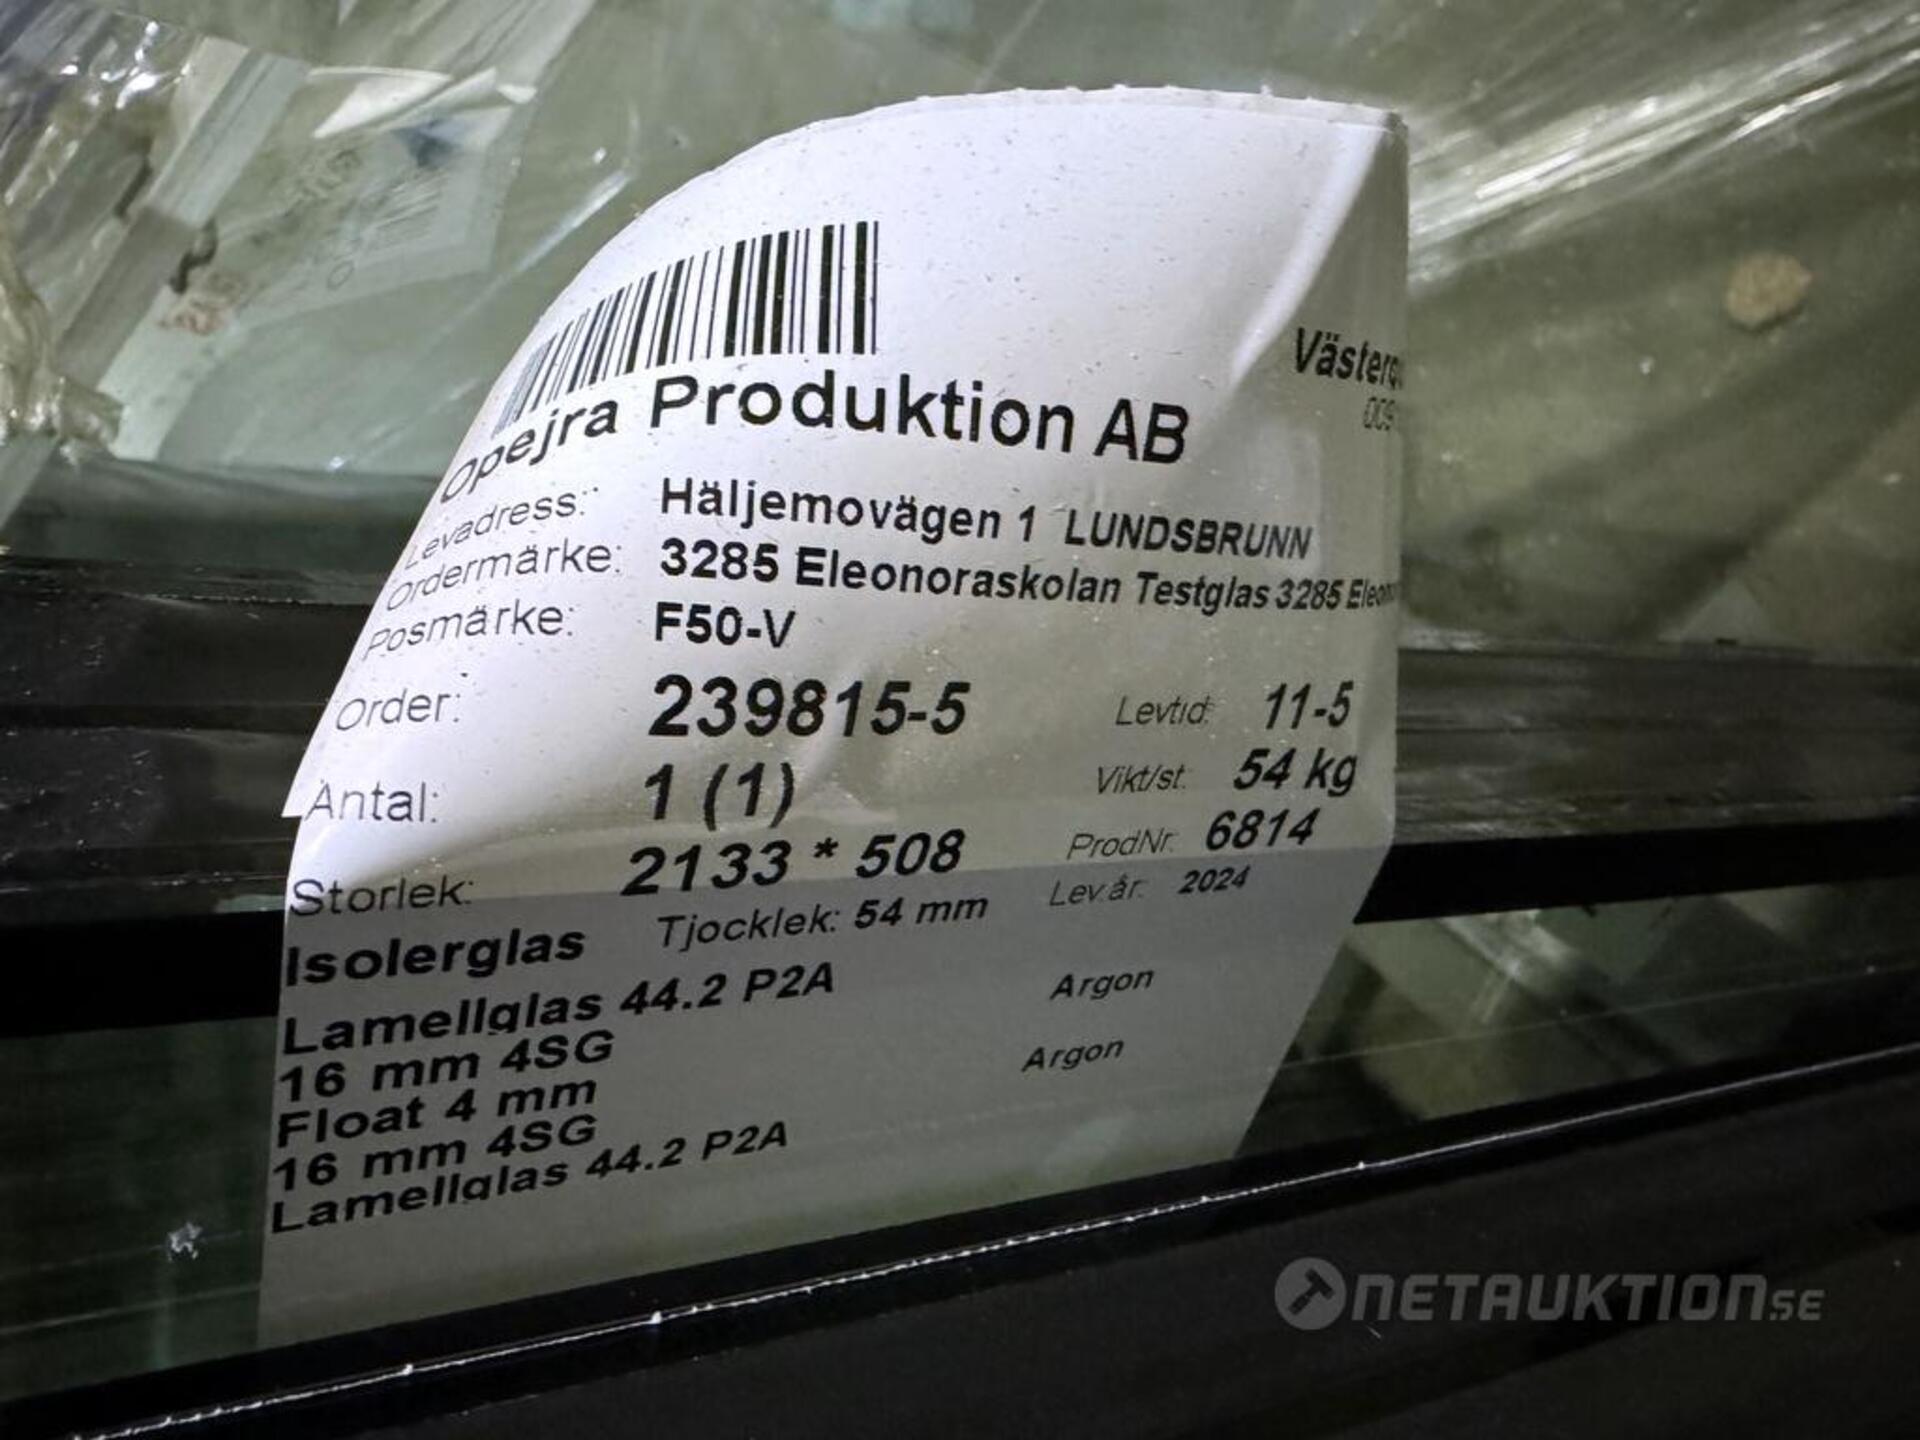 Opejra Produktion AB
Levadress: Häljemovägen 1 LUNDSBRUNN
Ordermärke: 3285 Eleonoraskolan Testglas 3285
Posmärke: F50-V
Order: 239815-5 Levtid: 11-5
Antal: 1 (1) Vikt/st: 54 kg
Storlek: 2133 * 508 ProdNr: 6814
Isolerglas Tjocklek: 54 mm Lev.år: 2024
Lamellglas 44.2 P2A
16 mm 4SG Argon
Float 4 mm
16 mm 4SG Argon
Lamellglas 44.2 P2A
NETAUKTION.SE